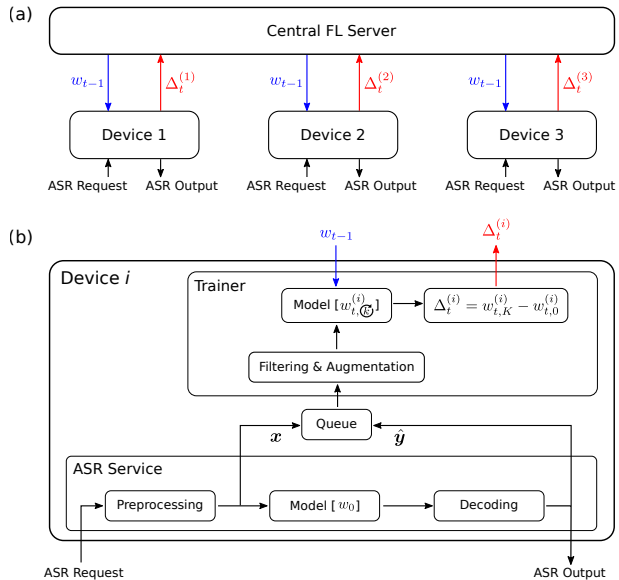 (a)
Central FL Server
w_{t−1} Δ_t^{(1)} w_{t−1} Δ_t^{(2)} w_{t−1} Δ_t^{(3)}
Device 1 Device 2 Device 3
ASR Request ASR Output ASR Request ASR Output ASR Request ASR Output
(b)
w_{t−1} Δ_t^{(i)}
Device i
Trainer
Model [w_{t,k}^{(i)}] Δ_t^{(i)} = w_{t,K}^{(i)} − w_{t,0}^{(i)}
Filtering & Augmentation
Queue
x ŷ
ASR Service
Preprocessing Model [w_0] Decoding
ASR Request ASR Output